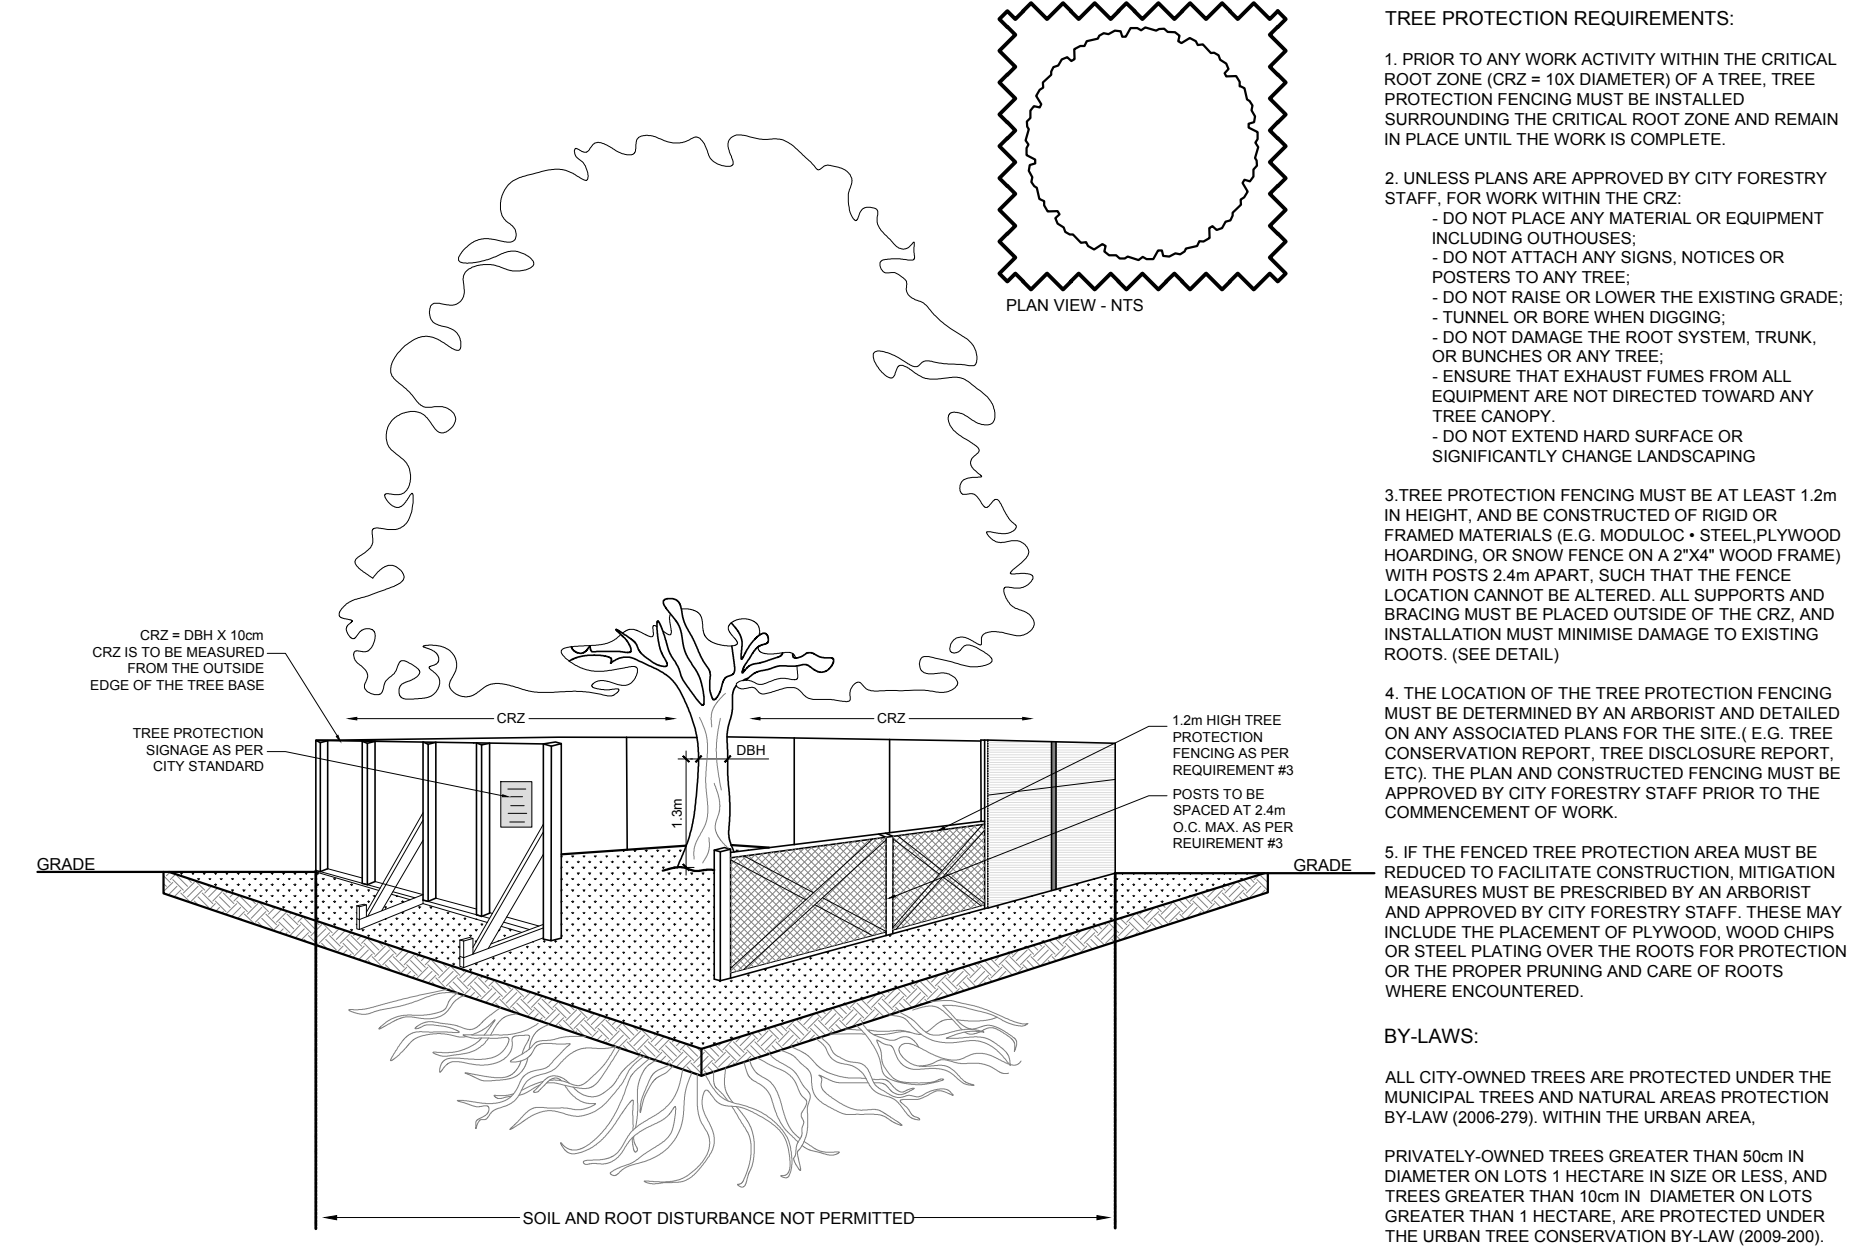 TREE PROTECTION REQUIREMENTS:
1. PRIOR TO ANY WORK ACTIVITY WITHIN THE CRITICAL
ROOT ZONE (CRZ = 10X DIAMETER) OF A TREE, TREE
PROTECTION FENCING MUST BE INSTALLED
SURROUNDING THE CRITICAL ROOT ZONE AND REMAIN
IN PLACE UNTIL THE WORK IS COMPLETE.
2. UNLESS PLANS ARE APPROVED BY CITY FORESTRY
STAFF, FOR WORK WITHIN THE CRZ:
- DO NOT PLACE ANY MATERIAL OR EQUIPMENT
INCLUDING OUTHOUSES;
- DO NOT ATTACH ANY SIGNS, NOTICES OR
POSTERS TO ANY TREE;
- DO NOT RAISE OR LOWER THE EXISTING GRADE;
- TUNNEL OR BORE WHEN DIGGING;
- DO NOT DAMAGE THE ROOT SYSTEM, TRUNK,
OR BUNCHES OR ANY TREE;
- ENSURE THAT EXHAUST FUMES FROM ALL
EQUIPMENT ARE NOT DIRECTED TOWARD ANY
TREE CANOPY.
- DO NOT EXTEND HARD SURFACE OR
SIGNIFICANTLY CHANGE LANDSCAPING
3.TREE PROTECTION FENCING MUST BE AT LEAST 1.2m
IN HEIGHT, AND BE CONSTRUCTED OF RIGID OR
FRAMED MATERIALS (E.G. MODULOC • STEEL,PLYWOOD
HOARDING, OR SNOW FENCE ON A 2"X4" WOOD FRAME)
WITH POSTS 2.4m APART, SUCH THAT THE FENCE
LOCATION CANNOT BE ALTERED. ALL SUPPORTS AND
BRACING MUST BE PLACED OUTSIDE OF THE CRZ, AND
INSTALLATION MUST MINIMISE DAMAGE TO EXISTING
ROOTS. (SEE DETAIL)
4. THE LOCATION OF THE TREE PROTECTION FENCING
MUST BE DETERMINED BY AN ARBORIST AND DETAILED
ON ANY ASSOCIATED PLANS FOR THE SITE.( E.G. TREE
CONSERVATION REPORT, TREE DISCLOSURE REPORT,
ETC). THE PLAN AND CONSTRUCTED FENCING MUST BE
APPROVED BY CITY FORESTRY STAFF PRIOR TO THE
COMMENCEMENT OF WORK.
5. IF THE FENCED TREE PROTECTION AREA MUST BE
REDUCED TO FACILITATE CONSTRUCTION, MITIGATION
MEASURES MUST BE PRESCRIBED BY AN ARBORIST
AND APPROVED BY CITY FORESTRY STAFF. THESE MAY
INCLUDE THE PLACEMENT OF PLYWOOD, WOOD CHIPS
OR STEEL PLATING OVER THE ROOTS FOR PROTECTION
OR THE PROPER PRUNING AND CARE OF ROOTS
WHERE ENCOUNTERED.
BY-LAWS:
ALL CITY-OWNED TREES ARE PROTECTED UNDER THE
MUNICIPAL TREES AND NATURAL AREAS PROTECTION
BY-LAW (2006-279). WITHIN THE URBAN AREA,
PRIVATELY-OWNED TREES GREATER THAN 50cm IN
DIAMETER ON LOTS 1 HECTARE IN SIZE OR LESS, AND
TREES GREATER THAN 10cm IN DIAMETER ON LOTS
GREATER THAN 1 HECTARE, ARE PROTECTED UNDER
THE URBAN TREE CONSERVATION BY-LAW (2009-200).
PLAN VIEW - NTS
CRZ = DBH X 10cm
CRZ IS TO BE MEASURED
FROM THE OUTSIDE
EDGE OF THE TREE BASE
TREE PROTECTION
SIGNAGE AS PER
CITY STANDARD
CRZ
CRZ
DBH
1.3m
1.2m HIGH TREE
PROTECTION
FENCING AS PER
REQUIREMENT #3
POSTS TO BE
SPACED AT 2.4m
O.C. MAX. AS PER
REUIREMENT #3
GRADE
GRADE
SOIL AND ROOT DISTURBANCE NOT PERMITTED